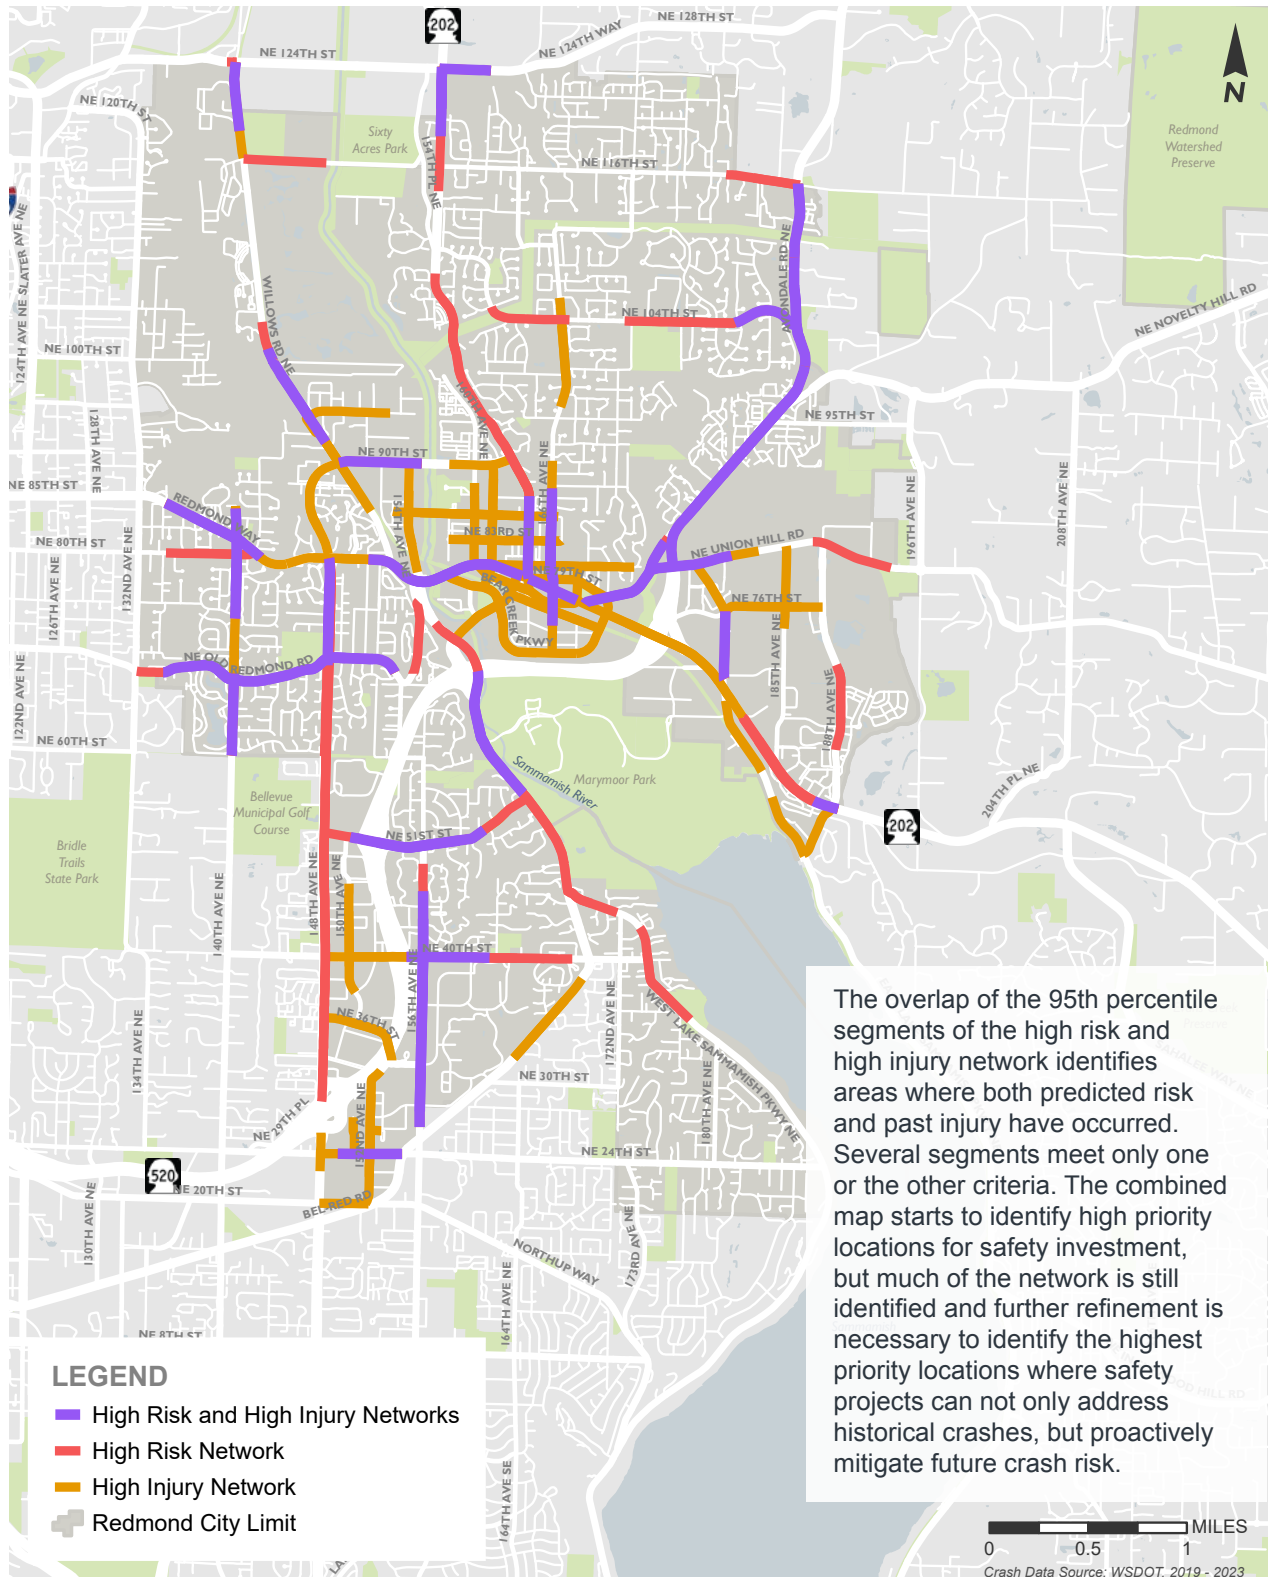 202
NE 128TH ST
NE 124TH WAY
NE 124TH ST
N
NE 120TH ST
Sixty
Acres Park
Redmond
Watershed
Preserve
154TH PL NE
NE 116TH ST
SLATER AVE NE
124TH AVE NE
WILLOWS RD NE
AVONDALE RD NE
NE NOVELTY HILL RD
NE 104TH ST
NE 100TH ST
128TH AVE NE
NE 95TH ST
NE 90TH ST
166TH AVE NE
208TH AVE NE
NE 85TH ST
REDMOND WAY
154TH AVE NE
NE 83RD ST
196TH AVE NE
NE UNION HILL RD
NE 80TH ST
132ND AVE NE
126TH AVE NE
NE 79TH ST
BEAR CREEK PKWY
NE 76TH ST
185TH AVE NE
188TH AVE NE
NE OLD REDMOND RD
122ND AVE NE
NE 60TH ST
Sammamish River
Marymoor Park
204TH PL NE
202
Bellevue
Municipal Golf
Course
NE 51ST ST
Bridle
Trails
State Park
148TH AVE NE
150TH AVE NE
140TH AVE NE
NE 40TH ST
156TH AVE NE
NE 36TH ST
172ND AVE NE
WEST LAKE SAMMAMISH PKWY NE
134TH AVE NE
NE 30TH ST
180TH AVE NE
NE 29TH PL
152ND AVE NE
NE 24TH ST
520
NE 20TH ST
BEL-RED RD
130TH AVE NE
173RD AVE NE
NORTHUP WAY
164TH AVE NE
NE 8TH ST
164TH AVE SE
The overlap of the 95th percentile
segments of the high risk and
high injury network identifies
areas where both predicted risk
and past injury have occurred.
Several segments meet only one
or the other criteria. The combined
map starts to identify high priority
locations for safety investment,
but much of the network is still
identified and further refinement is
necessary to identify the highest
priority locations where safety
projects can not only address
historical crashes, but proactively
mitigate future crash risk.
LEGEND
High Risk and High Injury Networks
High Risk Network
High Injury Network
Redmond City Limit
MILES
0 0.5 1
Crash Data Source: WSDOT, 2019 - 2023